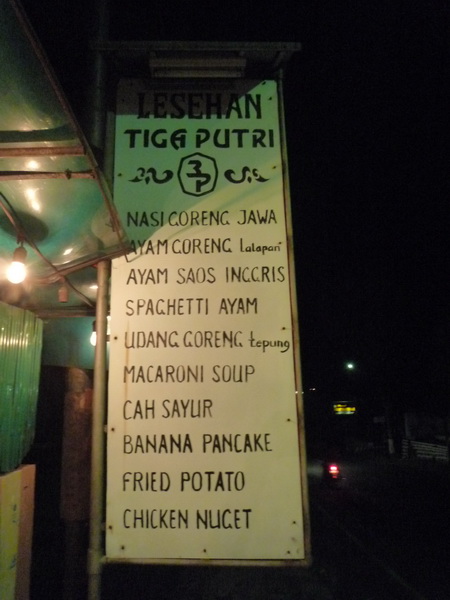 LESEHAN
TIGA PUTRI
3P
NASI GORENG JAWA
AYAM GORENG lalapan
AYAM SAOS INGGRIS
SPAGHETTI AYAM
UDANG GORENG tepung
MACARONI SOUP
CAH SAYUR
BANANA PANCAKE
FRIED POTATO
CHICKEN NUGET